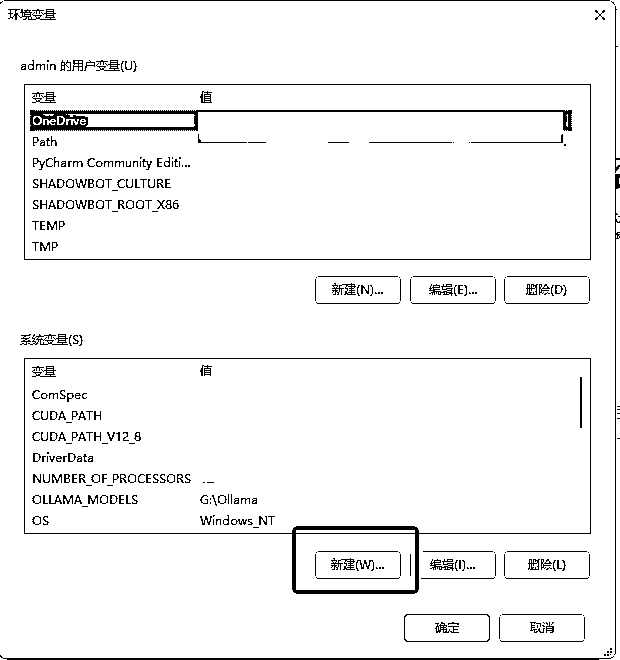 环境变量
admin 的用户变量(U)
变量 值
OneDrive
Path
PyCharm Community Editi...
SHADOWBOT_CULTURE
SHADOWBOT_ROOT_X86
TEMP
TMP
新建(N)... 编辑(E)... 删除(D)
系统变量(S)
变量 值
ComSpec
CUDA_PATH
CUDA_PATH_V12_8
DriverData
NUMBER_OF_PROCESSORS
OLLAMA_MODELS G:\Ollama
OS Windows_NT
新建(W)... 编辑(I)... 删除(L)
确定 取消